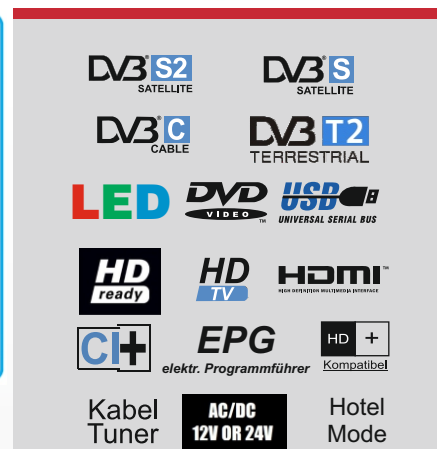 DVB S2
SATELLITE
DVB S
SATELLITE
DVB C
CABLE
DVB T2
TERRESTRIAL
LED
DVD
VIDEO
TM
USB
UNIVERSAL SERIAL BUS
HD
ready
HD
TV
HDMI™
HIGH DEFINITION MULTIMEDIA INTERFACE
CI+
EPG
elektr. Programmführer
HD +
Kompatibel
Kabel
Tuner
AC/DC
12V OR 24V
Hotel
Mode